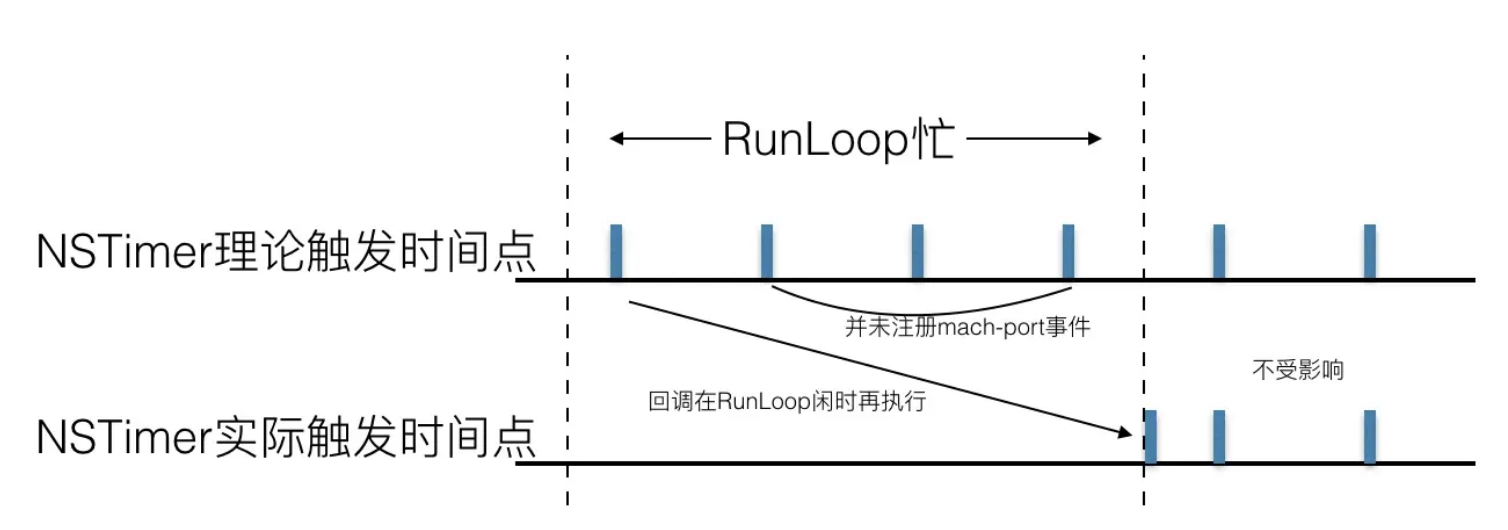 RunLoop忙
NSTimer理论触发时间点
并未注册mach-port事件
不受影响
回调在RunLoop闲时再执行
NSTimer实际触发时间点